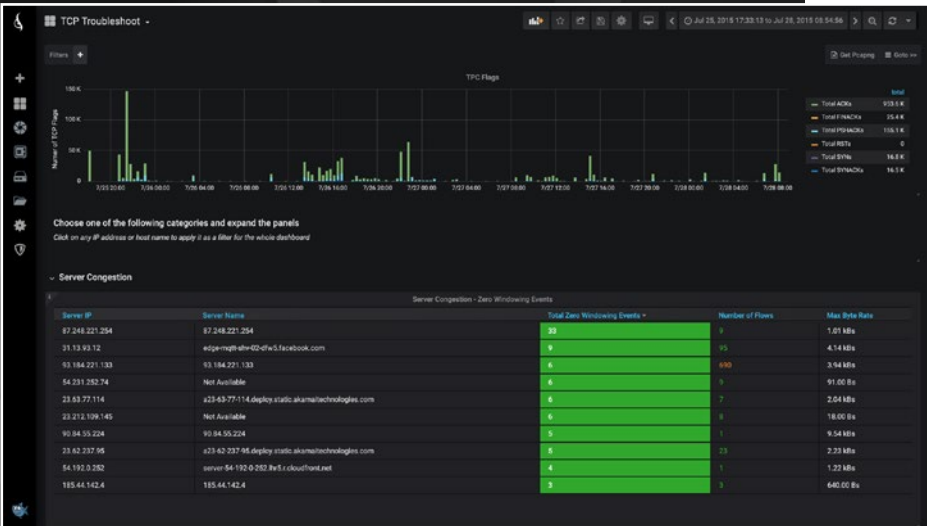 TCP Troubleshoot
Jul 25, 2015 17:33:13 to Jul 28, 2015 08:54:56
Filters +
Get Pcapng Goto >>
TPC Flags
Numer of TCP Flags
150 K
100 K
50 K
0
7/25 20:00 7/26 00:00 7/26 04:00 7/26 08:00 7/26 12:00 7/26 16:00 7/26 20:00 7/27 00:00 7/27 04:00 7/27 08:00 7/27 12:00 7/27 16:00 7/27 20:00 7/28 00:00 7/28 04:00 7/28 08:00
total
Total ACKs
Total FINACKs 25.4 K
Total PSHACKs
Total RSTs 0
Total SYNs
Total SYNACKs
Choose one of the following categories and expand the panels
Click on any IP address or host name to apply it as a filter for the whole dashboard
Server Congestion
Server Congestion - Zero Windowing Events
Server IP Server Name Total Zero Windowing Events Number of Flows Max Byte Rate
87.248.221.254 87.248.221.254 33 9 1.01 kBs
31.13.93.12 edge-mqtt-shv-02-dfw5.facebook.com 9 95 4.14 kBs
93.184.221.133 93.184.221.133 6 690 3.94 kBs
54.231.252.74 Not Available 6 91.00 Bs
23.63.77.114 a23-63-77-114.deploy.static.akamaitechnologies.com 6 7 2.04 kBs
23.212.109.145 Not Available 6 8 18.00 Bs
90.84.55.224 90.84.55.224 5 1 9.54 kBs
23.62.237.95 a23-62-237-95.deploy.static.akamaitechnologies.com 5 23 2.23 kBs
54.192.0.252 server-54-192-0-252.lhr5.r.cloudfront.net 4 1 1.22 kBs
185.44.142.4 185.44.142.4 3 3 640.00 Bs